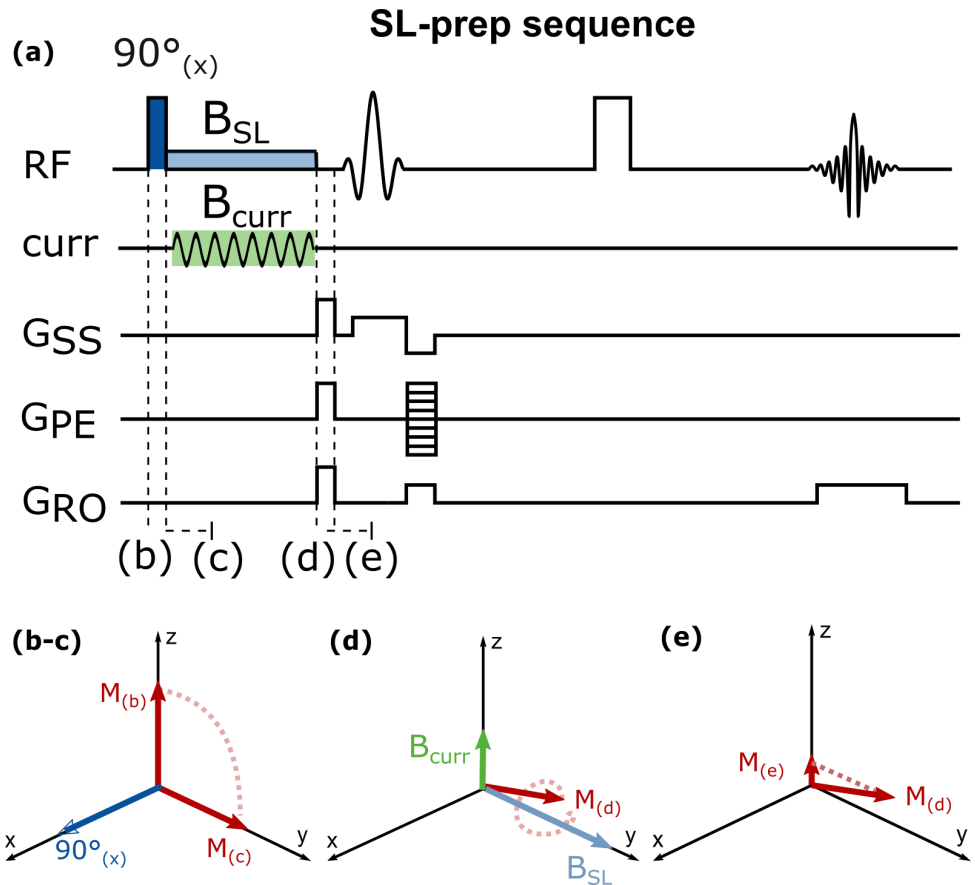 SL-prep sequence
(a)
90°(x)
BSL
RF
Bcurr
curr
GSS
GPE
GRO
(b) (c) (d) (e)
(b-c) (d) (e)
z z z
M(b)
Bcurr
M(e)
M(d) M(d)
x y x y x y
90°(x) M(c)
BSL